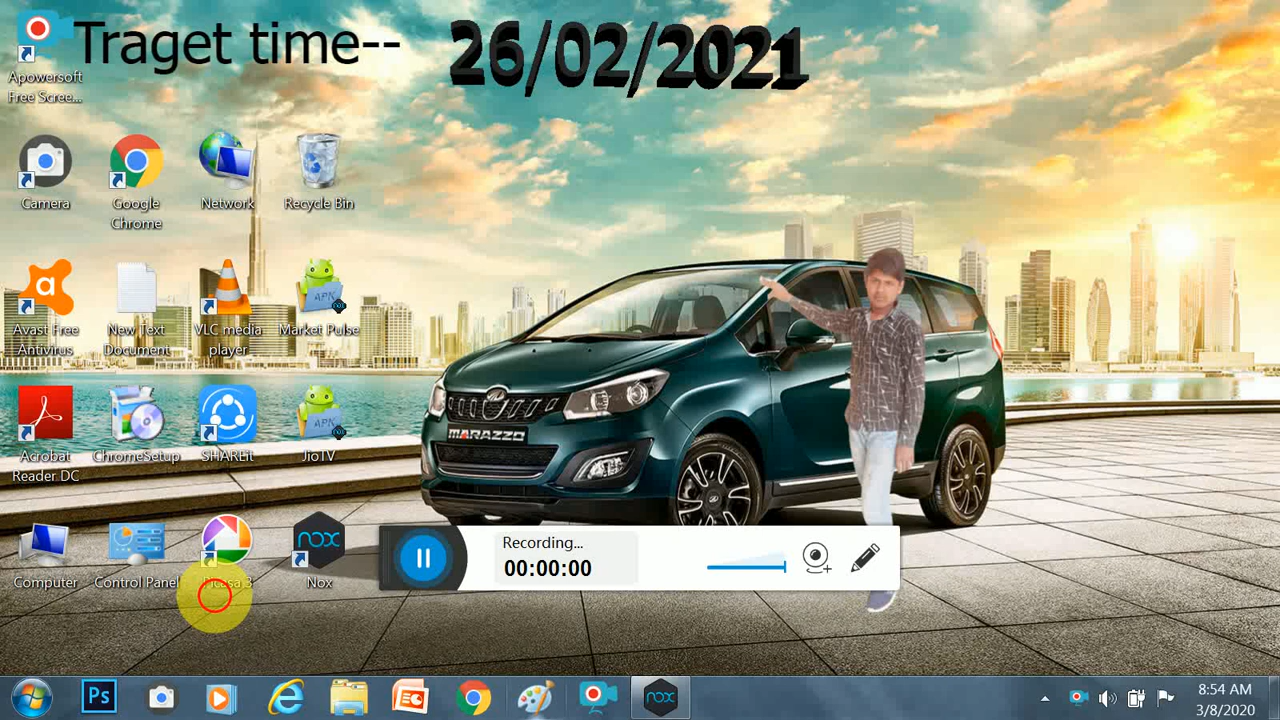 Traget time-- 26/02/2021
Apowersoft
Free Scree...
Camera
Google
Chrome
Network
Recycle Bin
Avast Free
Antivirus
New Text
Document
VLC media
player
APK
Market Pulse
MARAZZO
Acrobat
Reader DC
ChromeSetup
SHAREit
APK
JioTV
nox
Computer
Control Panel
Picasa 3
Nox
Recording...
00:00:00
Ps
nox
8:54 AM
3/8/2020